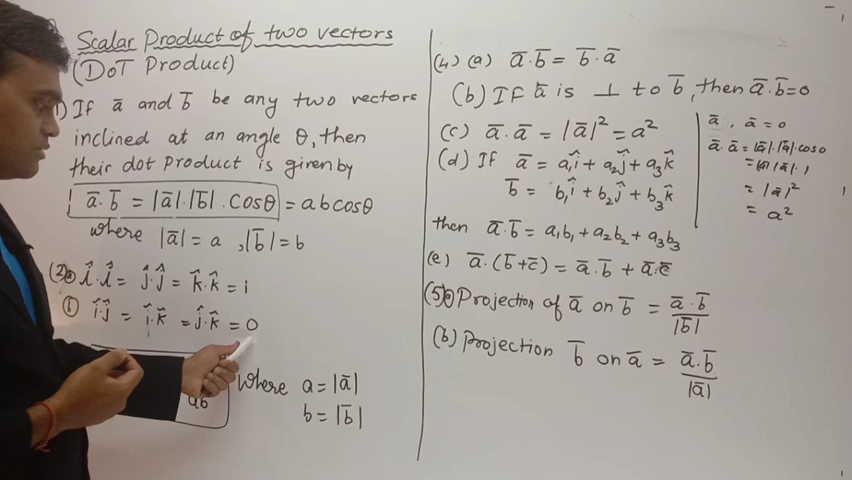 Scalar Product of two vectors
(DoT Product)
1) If a̅ and b̅ be any two vectors
inclined at an angle θ, then
their dot product is given by
a̅·b̅ = |a̅|·|b̅|·cosθ = ab cosθ
where |a̅| = a, |b̅| = b
î·î = ĵ·ĵ = k̂·k̂ = i
î·ĵ = î·k̂ = ĵ·k̂ = 0
ab
where a = |a̅|
b = |b̅|
(4) (a) a̅·b̅ = b̅·a̅
(b) If a̅ is ⊥ to b̅, then a̅·b̅=0
(c) a̅·a̅ = |a̅|² = a²
(d) If a̅ = a₁î + a₂ĵ + a₃k̂
b̅ = b₁î + b₂ĵ + b₃k̂
then a̅·b̅ = a₁b₁ + a₂b₂ + a₃b₃
(e) a̅·(b̅+c̅) = a̅·b̅ + a̅·c̅
a̅, a̅ = 0
a̅·a̅ = |a̅|·|a̅|·cos0
= |a̅| |a̅|·1
= |a̅|²
= a²
(5) Projection of a̅ on b̅ = a̅·b̅ / |b̅|
(b) Projection b̅ on a̅ = a̅·b̅ / |a̅|